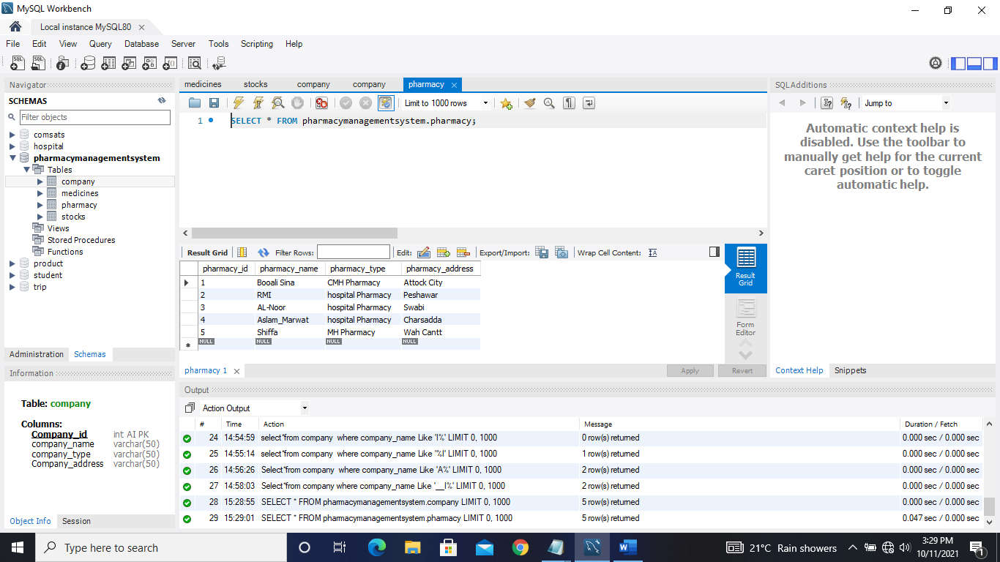 MySQL Workbench
Local instance MySQL80
File Edit View Query Database Server Tools Scripting Help
Navigator
SCHEMAS
Filter objects
comsats
hospital
pharmacymanagementsystem
Tables
company
medicines
pharmacy
stocks
Views
Stored Procedures
Functions
product
student
trip
Administration Schemas
Information
Table: company
Columns:
Company_id int AI PK
company_name varchar(50)
company_type varchar(50)
Company_address varchar(50)
Object Info Session
medicines stocks company company pharmacy
Limit to 1000 rows
1 SELECT * FROM pharmacymanagementsystem.pharmacy;
Result Grid Filter Rows: Edit: Export/Import: Wrap Cell Content:
pharmacy_id pharmacy_name pharmacy_type pharmacy_address
1 Booali Sina CMH Pharmacy Attock City
2 RMI hospital Pharmacy Peshawar
3 AL-Noor hospital Pharmacy Swabi
4 Aslam_Marwat hospital Pharmacy Charsadda
5 Shiffa MH Pharmacy Wah Cantt
NULL NULL NULL NULL
Result Grid
Form Editor
pharmacy 1 Apply Revert
SQLAdditions
Jump to
Automatic context help is
disabled. Use the toolbar to
manually get help for the current
caret position or to toggle
automatic help.
Context Help Snippets
Output
Action Output
# Time Action Message Duration / Fetch
24 14:54:59 select*from company where company_name Like 'I%' LIMIT 0, 1000 0 row(s) returned 0.000 sec / 0.000 sec
25 14:55:14 select*from company where company_name Like '%I' LIMIT 0, 1000 1 row(s) returned 0.000 sec / 0.000 sec
26 14:56:26 Select*from company where company_name Like 'A%' LIMIT 0, 1000 2 row(s) returned 0.000 sec / 0.000 sec
27 14:58:03 Select*from company where company_name Like '__I%' LIMIT 0, 1000 2 row(s) returned 0.000 sec / 0.000 sec
28 15:28:55 SELECT * FROM pharmacymanagementsystem.company LIMIT 0, 1000 5 row(s) returned 0.000 sec / 0.000 sec
29 15:29:01 SELECT * FROM pharmacymanagementsystem.pharmacy LIMIT 0, 1000 5 row(s) returned 0.047 sec / 0.000 sec
Type here to search
21°C Rain showers
3:29 PM
10/11/2021
1